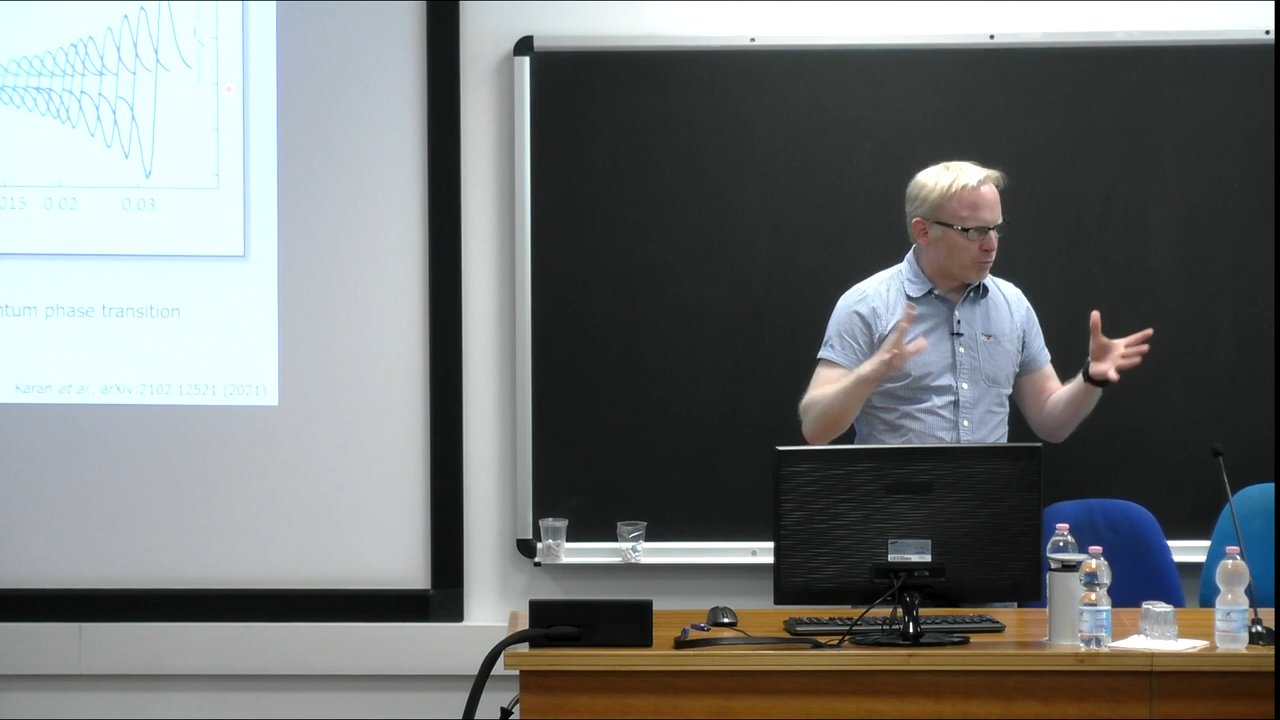 015 0.02 0.03
ntum phase transition
Karan et al., arXiv:2102.12521 (2021)